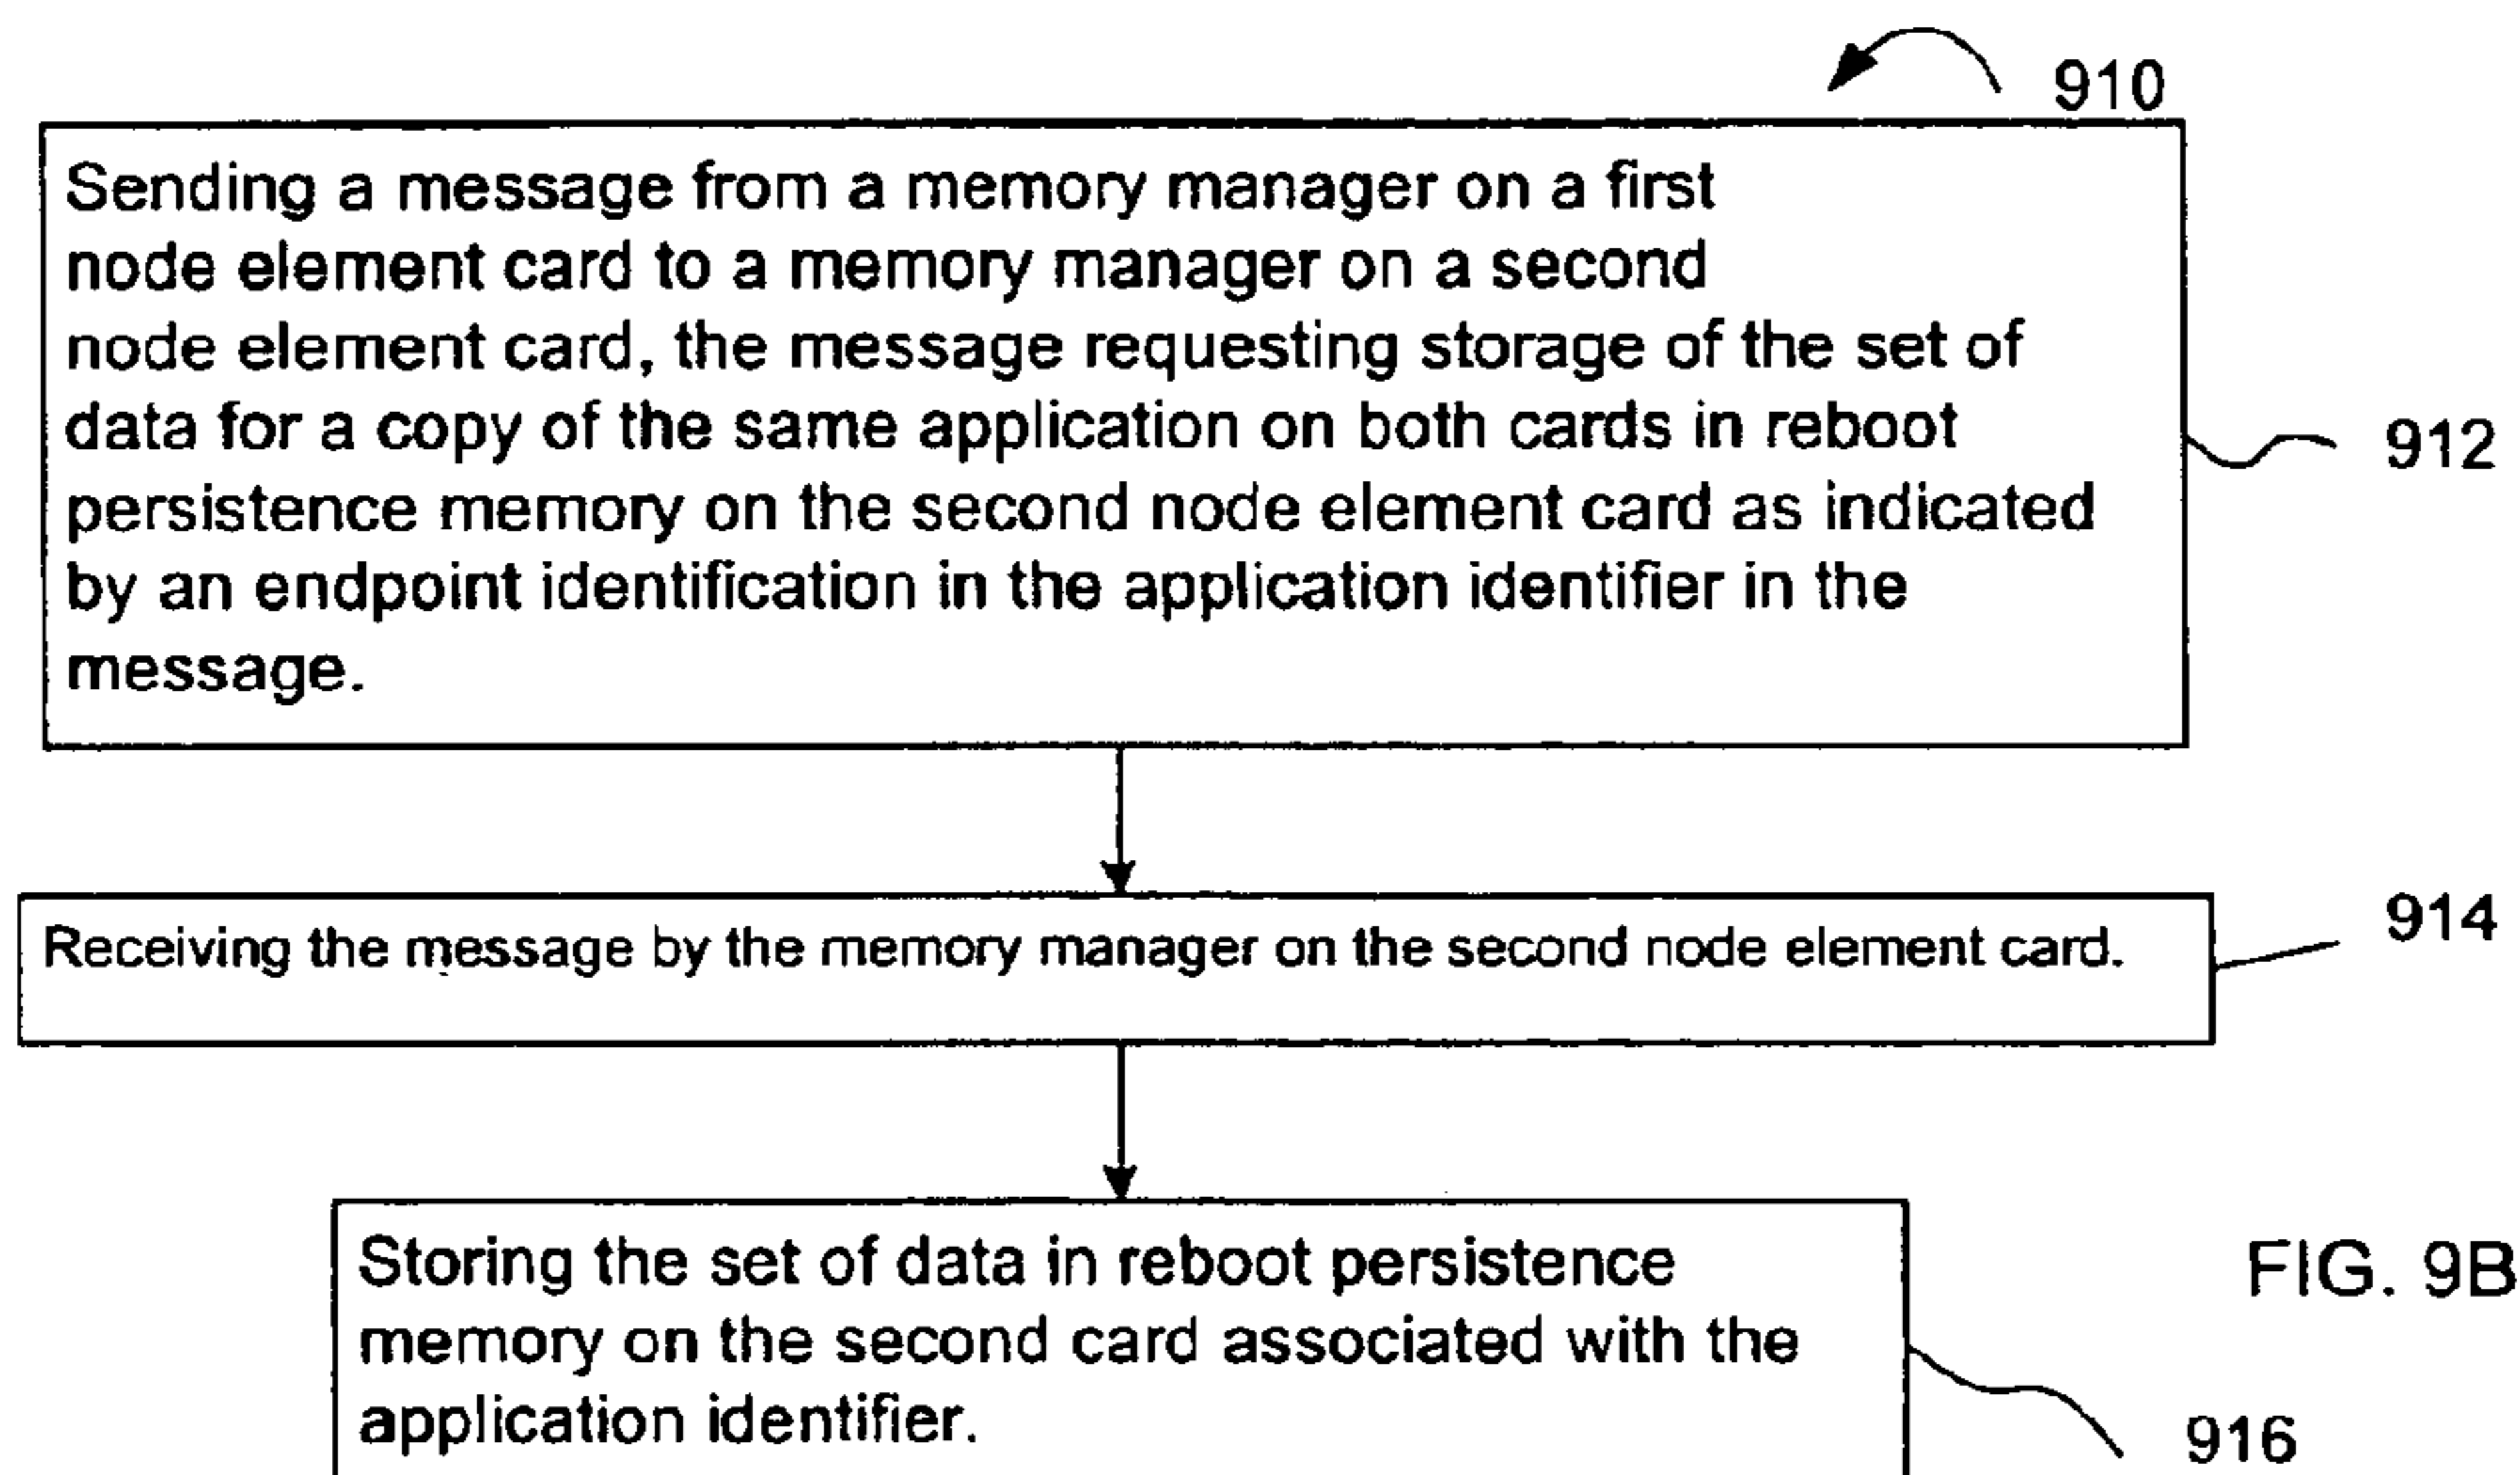 910
Sending a message from a memory manager on a first
node element card to a memory manager on a second
node element card, the message requesting storage of the set of
data for a copy of the same application on both cards in reboot
persistence memory on the second node element card as indicated
by an endpoint identification in the application identifier in the
message.
912
914
Receiving the message by the memory manager on the second node element card.
Storing the set of data in reboot persistence
memory on the second card associated with the
application identifier.
FIG. 9B
916